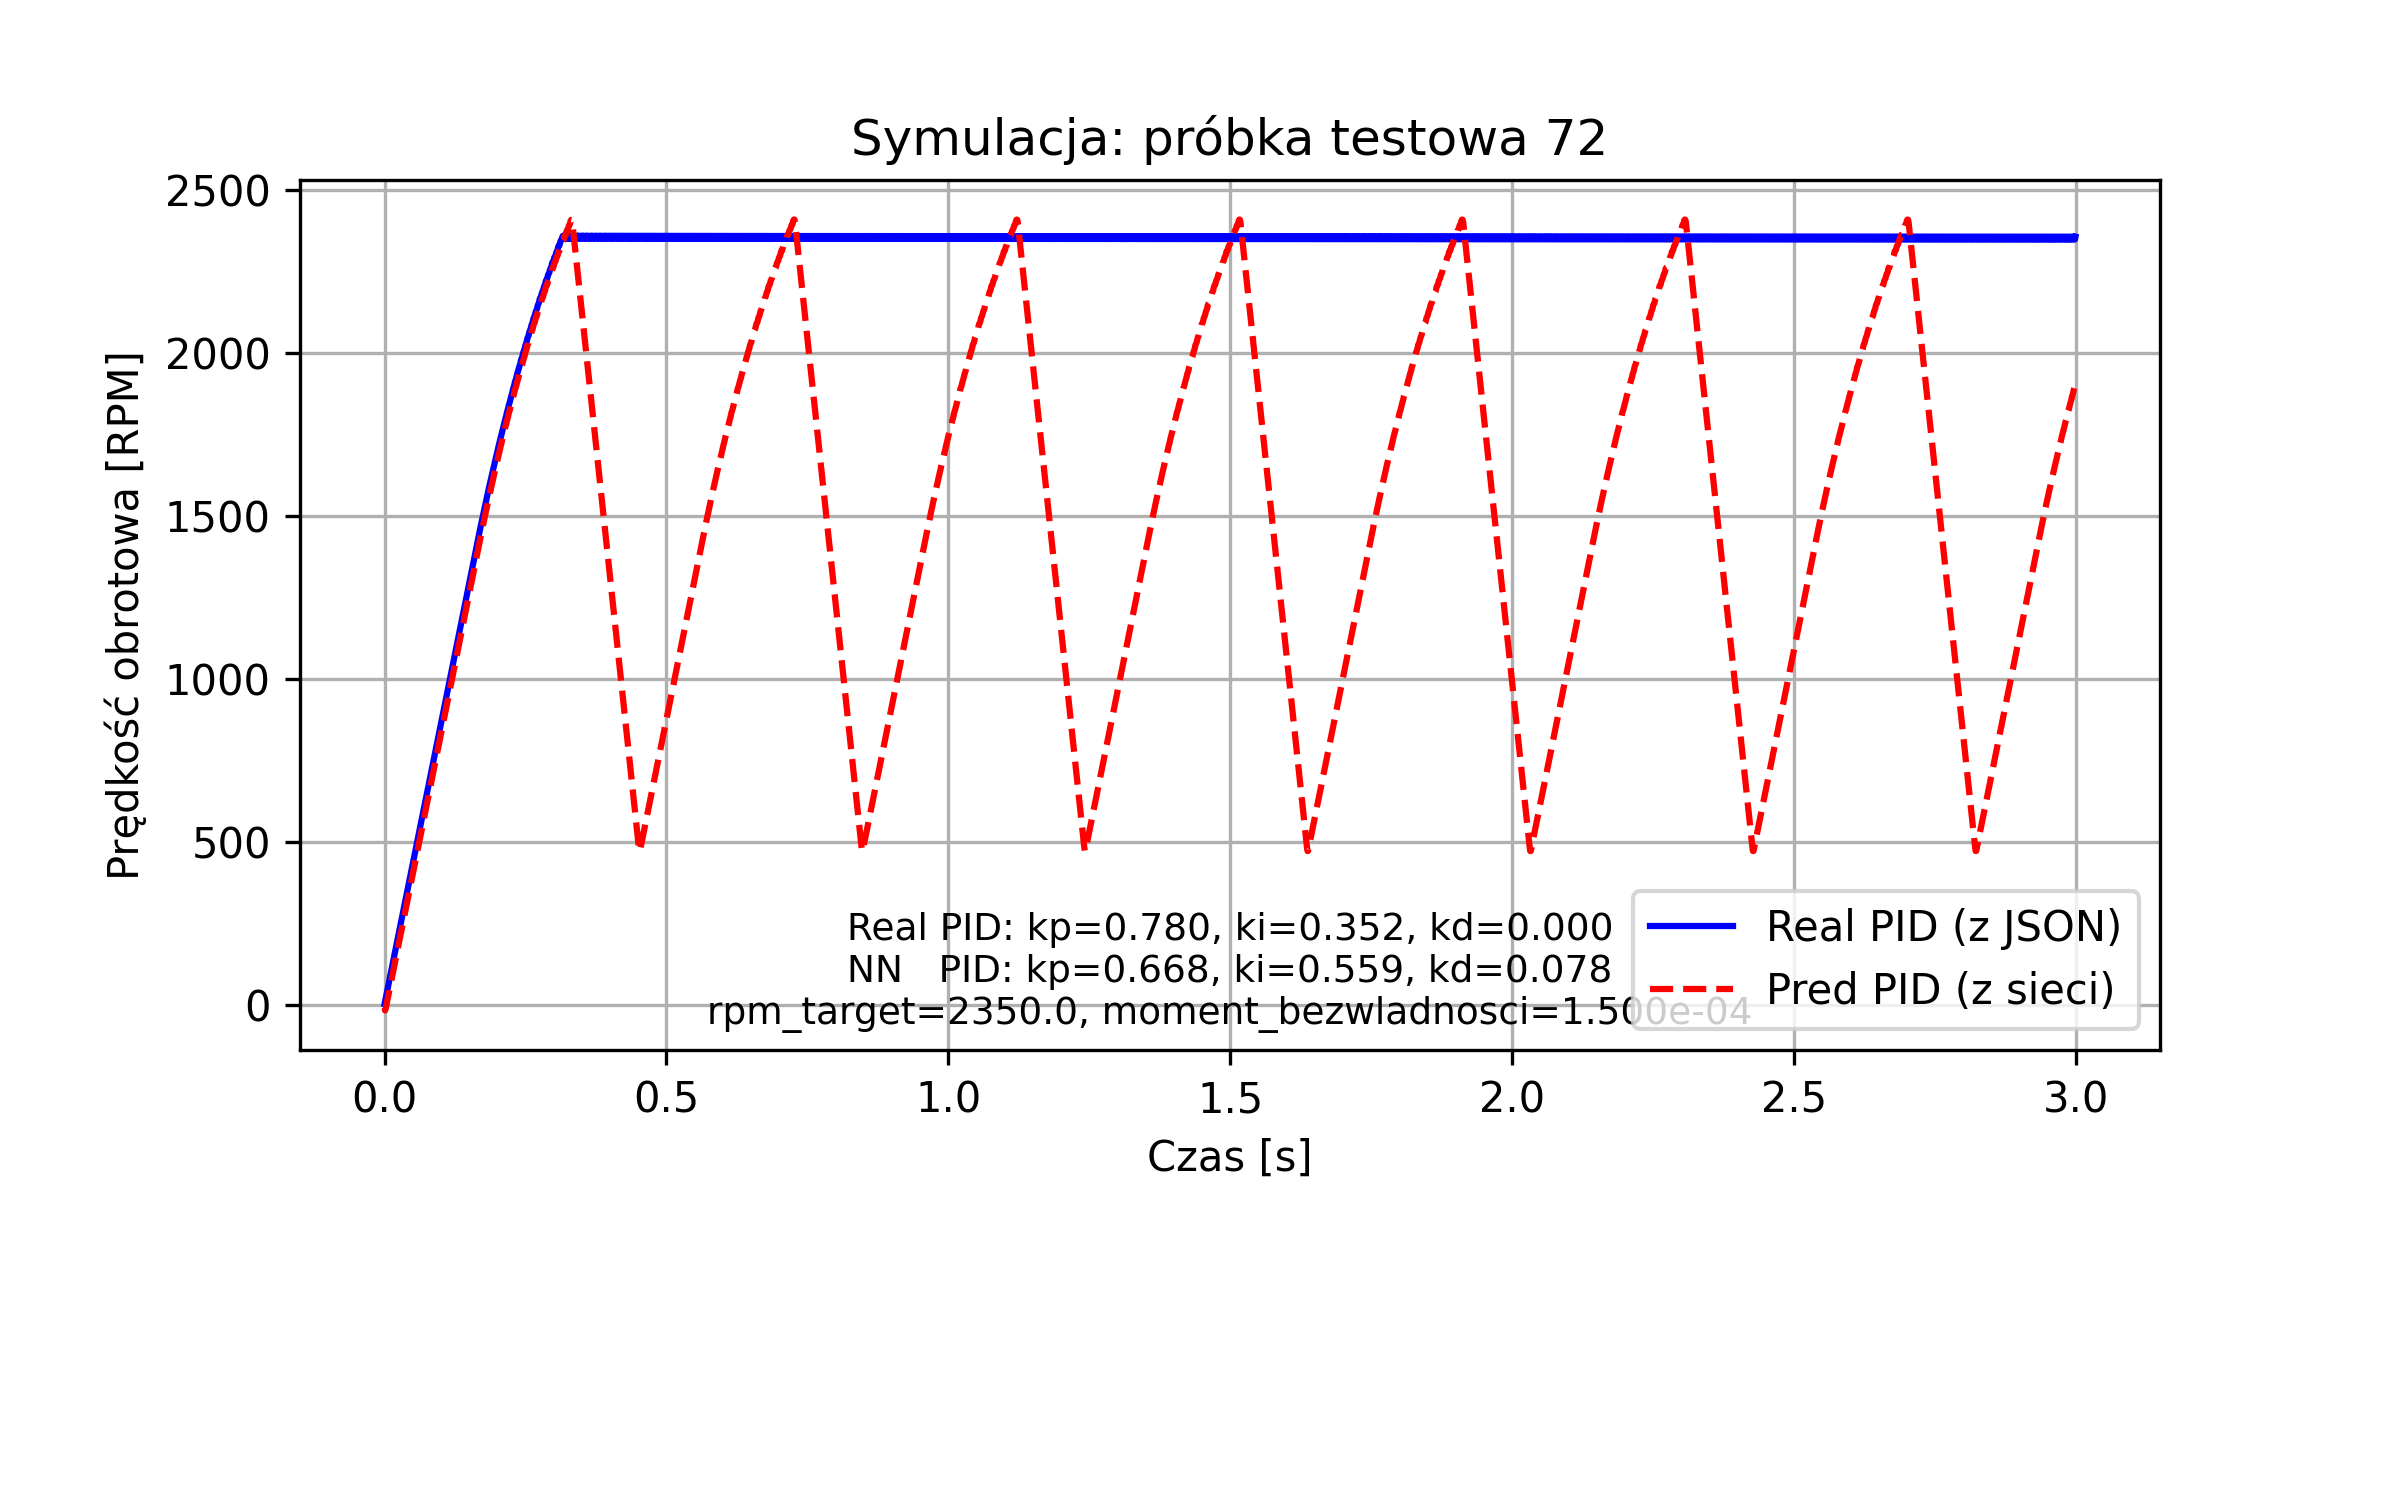 Symulacja: próbka testowa 72
Prędkość obrotowa [RPM]
2500
2000
1500
1000
500
0
Real PID: kp=0.780, ki=0.352, kd=0.000
NN   PID: kp=0.668, ki=0.559, kd=0.078
rpm_target=2350.0, moment_bezwladnosci=1.500e-04
Real PID (z JSON)
Pred PID (z sieci)
0.0 0.5 1.0 1.5 2.0 2.5 3.0
Czas [s]